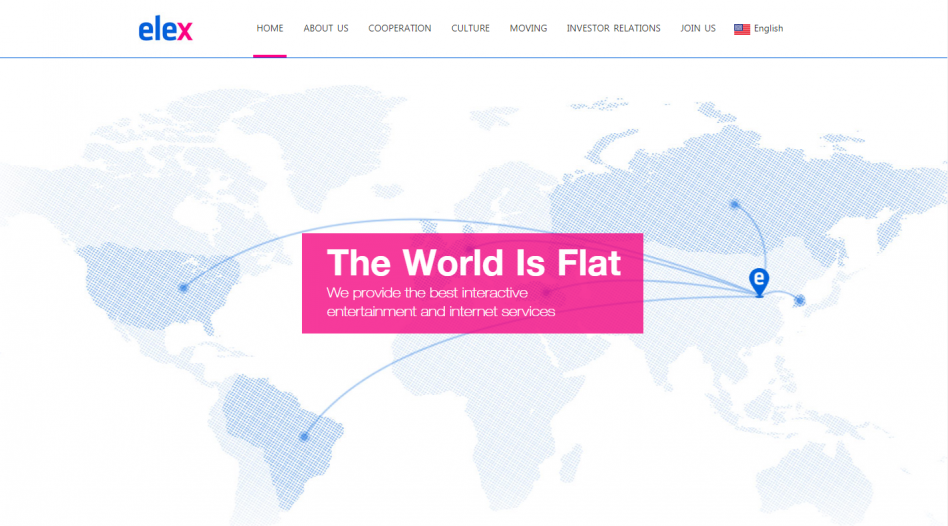 elex
HOME ABOUT US COOPERATION CULTURE MOVING INVESTOR RELATIONS JOIN US English
The World Is Flat
We provide the best interactive
entertainment and internet services
e